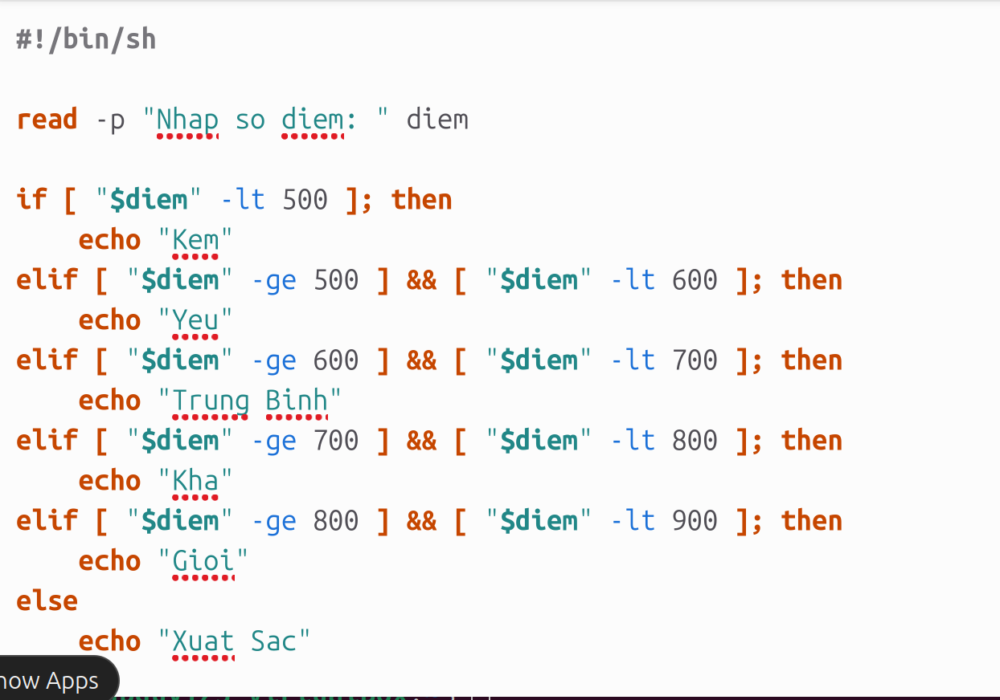 #!/bin/sh
read -p "Nhap so diem: " diem
if [ "$diem" -lt 500 ]; then
    echo "Kem"
elif [ "$diem" -ge 500 ] && [ "$diem" -lt 600 ]; then
    echo "Yeu"
elif [ "$diem" -ge 600 ] && [ "$diem" -lt 700 ]; then
    echo "Trung Binh"
elif [ "$diem" -ge 700 ] && [ "$diem" -lt 800 ]; then
    echo "Kha"
elif [ "$diem" -ge 800 ] && [ "$diem" -lt 900 ]; then
    echo "Gioi"
else
    echo "Xuat Sac"
how Apps